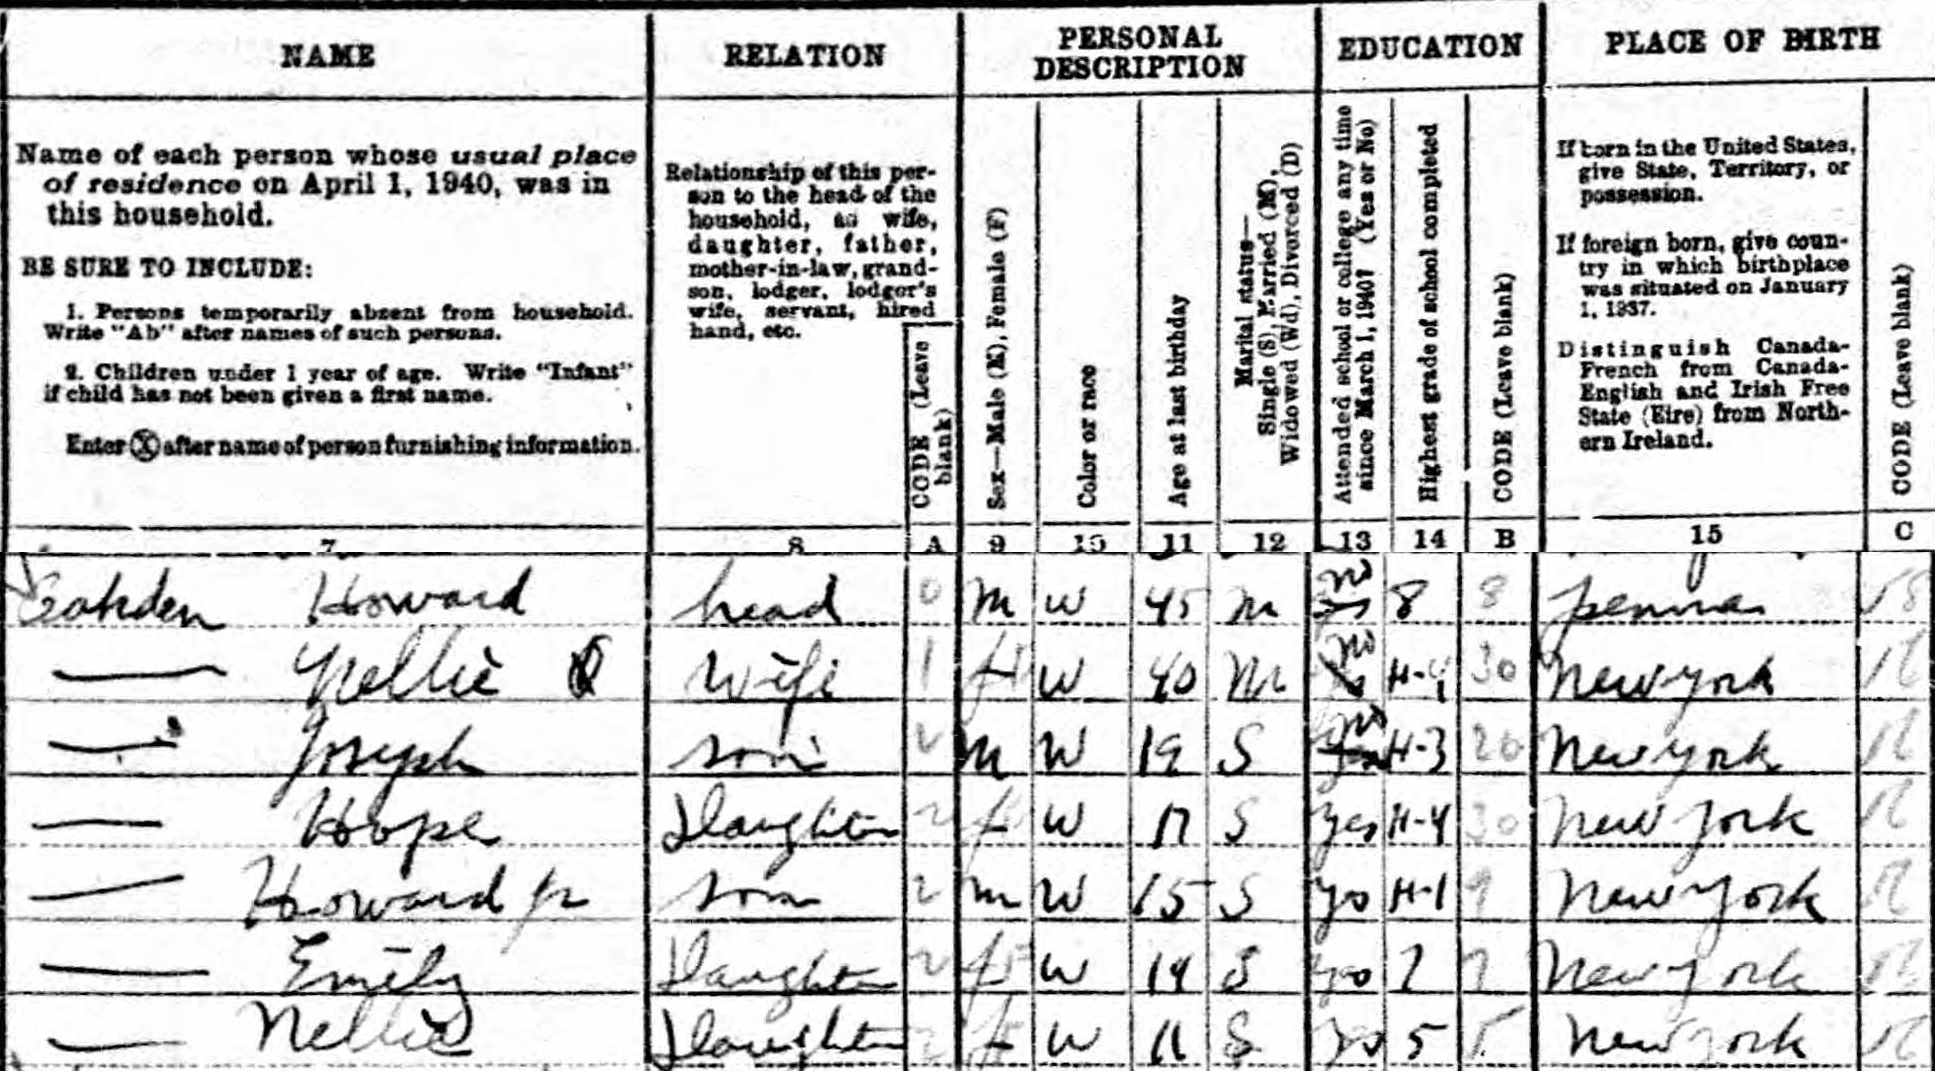 NAME
RELATION
PERSONAL DESCRIPTION
EDUCATION
PLACE OF BIRTH
Name of each person whose usual place
of residence on April 1, 1940, was in
this household.
BE SURE TO INCLUDE:
1. Persons temporarily absent from household.
Write "Ab" after names of such persons.
2. Children under 1 year of age. Write "Infant"
if child has not been given a first name.
Enter Ⓧ after name of person furnishing information.
Relationship of this per-
son to the head of the
household, as wife,
daughter, father,
mother-in-law, grand-
son, lodger, lodger's
wife, servant, hired
hand, etc.
CODE (Leave blank)
Sex—Male (M), Female (F)
Color or race
Age at last birthday
Marital status—
Single (S), Married (M),
Widowed (Wd), Divorced (D)
Attended school or college any time
since March 1, 1940? (Yes or No)
Highest grade of school completed
CODE (Leave blank)
If born in the United States,
give State, Territory, or
possession.
If foreign born, give coun-
try in which birthplace
was situated on January
1, 1937.
Distinguish Canada-
French from Canada-
English and Irish Free
State (Eire) from North-
ern Ireland.
CODE (Leave blank)
7 8 A 9 10 11 12 13 14 B 15 C
Howard head 0 M W 45 M no 8 8 Penna
— Nellie wife 1 F W 40 M no H-4 30 New York
— Joseph son 2 M W 19 S no H-3 20 New York
— Hope Daughter 2 F W 17 S yes H-4 30 New York
— Howard Jr son 2 M W 15 S yes H-1 9 New York
— Emily Daughter 2 F W 14 S yes 7 7 New York
— Nellie Daughter 2 F W 11 S yes 5 5 New York